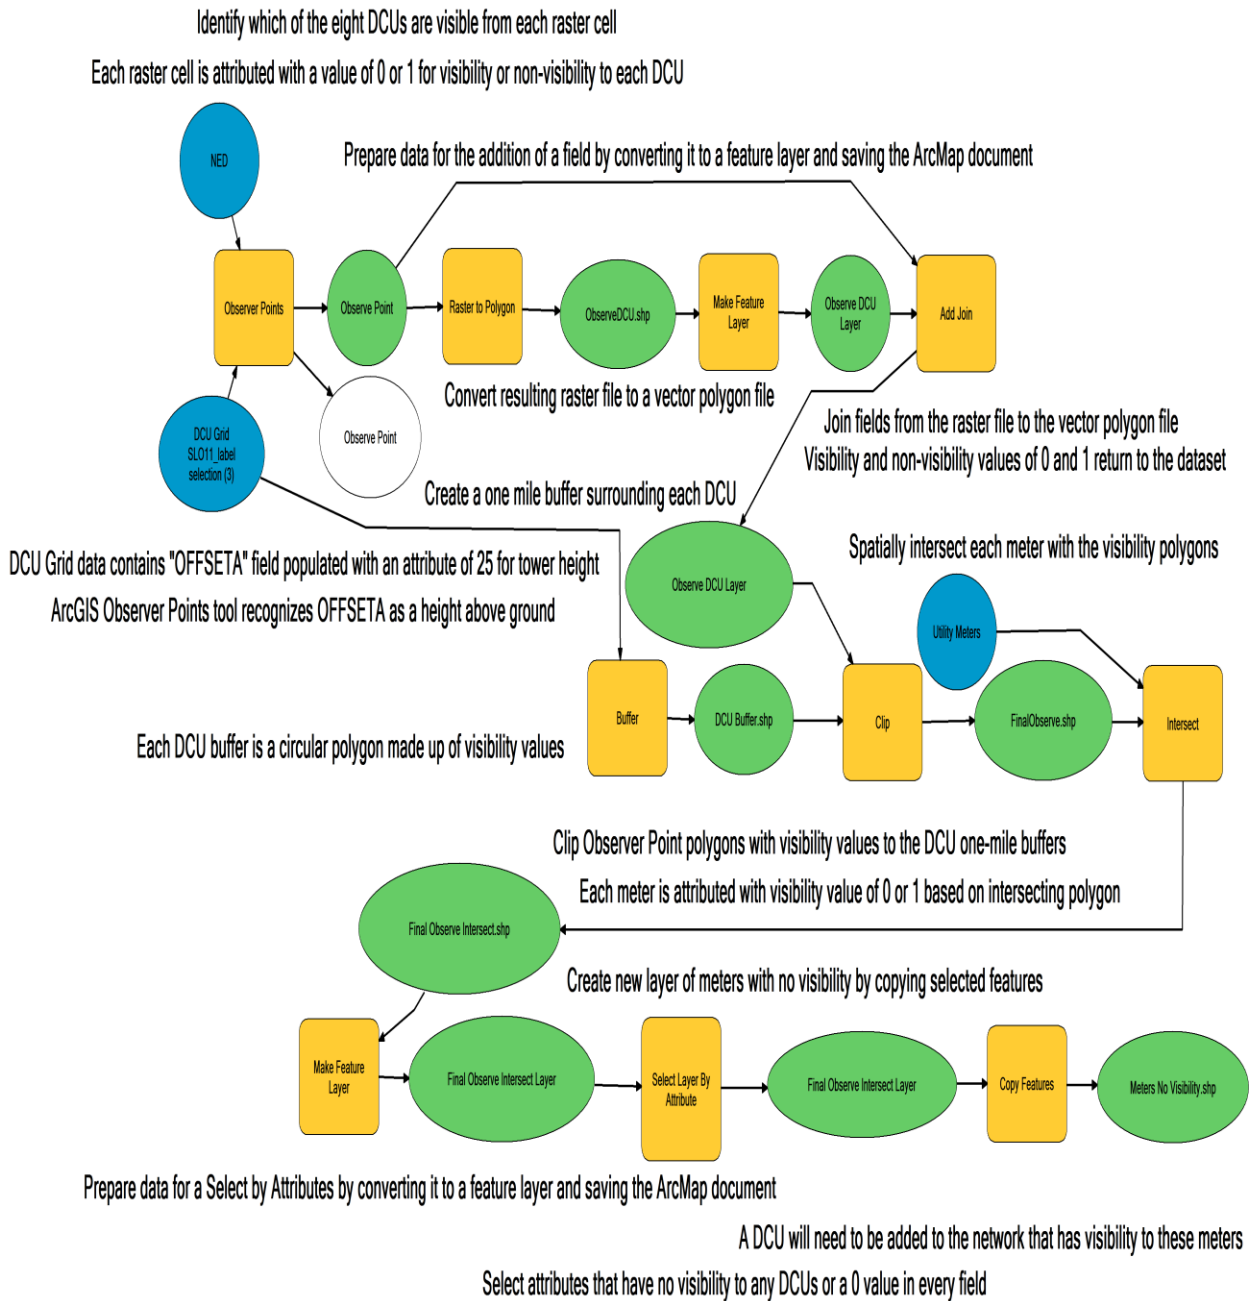 Identify which of the eight DCUs are visible from each raster cell
Each raster cell is attributed with a value of 0 or 1 for visibility or non-visibility to each DCU
NED
Prepare data for the addition of a field by converting it to a feature layer and saving the ArcMap document
Observer Points
Observe Point
Raster to Polygon
ObserveDCU.shp
Make Feature
Layer
Observe DCU
Layer
Add Join
Convert resulting raster file to a vector polygon file
Observe Point
DCU Grid
SLO11_label
selection (3)
Join fields from the raster file to the vector polygon file
Visibility and non-visibility values of 0 and 1 return to the dataset
Create a one mile buffer surrounding each DCU
DCU Grid data contains "OFFSETA" field populated with an attribute of 25 for tower height
ArcGIS Observer Points tool recognizes OFFSETA as a height above ground
Observe DCU Layer
Spatially intersect each meter with the visibility polygons
Utility Meters
Buffer
DCU Buffer.shp
Clip
FinalObserve.shp
Intersect
Each DCU buffer is a circular polygon made up of visibility values
Clip Observer Point polygons with visibility values to the DCU one-mile buffers
Each meter is attributed with visibility value of 0 or 1 based on intersecting polygon
Final Observe Intersect.shp
Create new layer of meters with no visibility by copying selected features
Make Feature
Layer
Final Observe Intersect Layer
Select Layer By
Attribute
Final Observe Intersect Layer
Copy Features
Meters No Visibility.shp
Prepare data for a Select by Attributes by converting it to a feature layer and saving the ArcMap document
A DCU will need to be added to the network that has visibility to these meters
Select attributes that have no visibility to any DCUs or a 0 value in every field